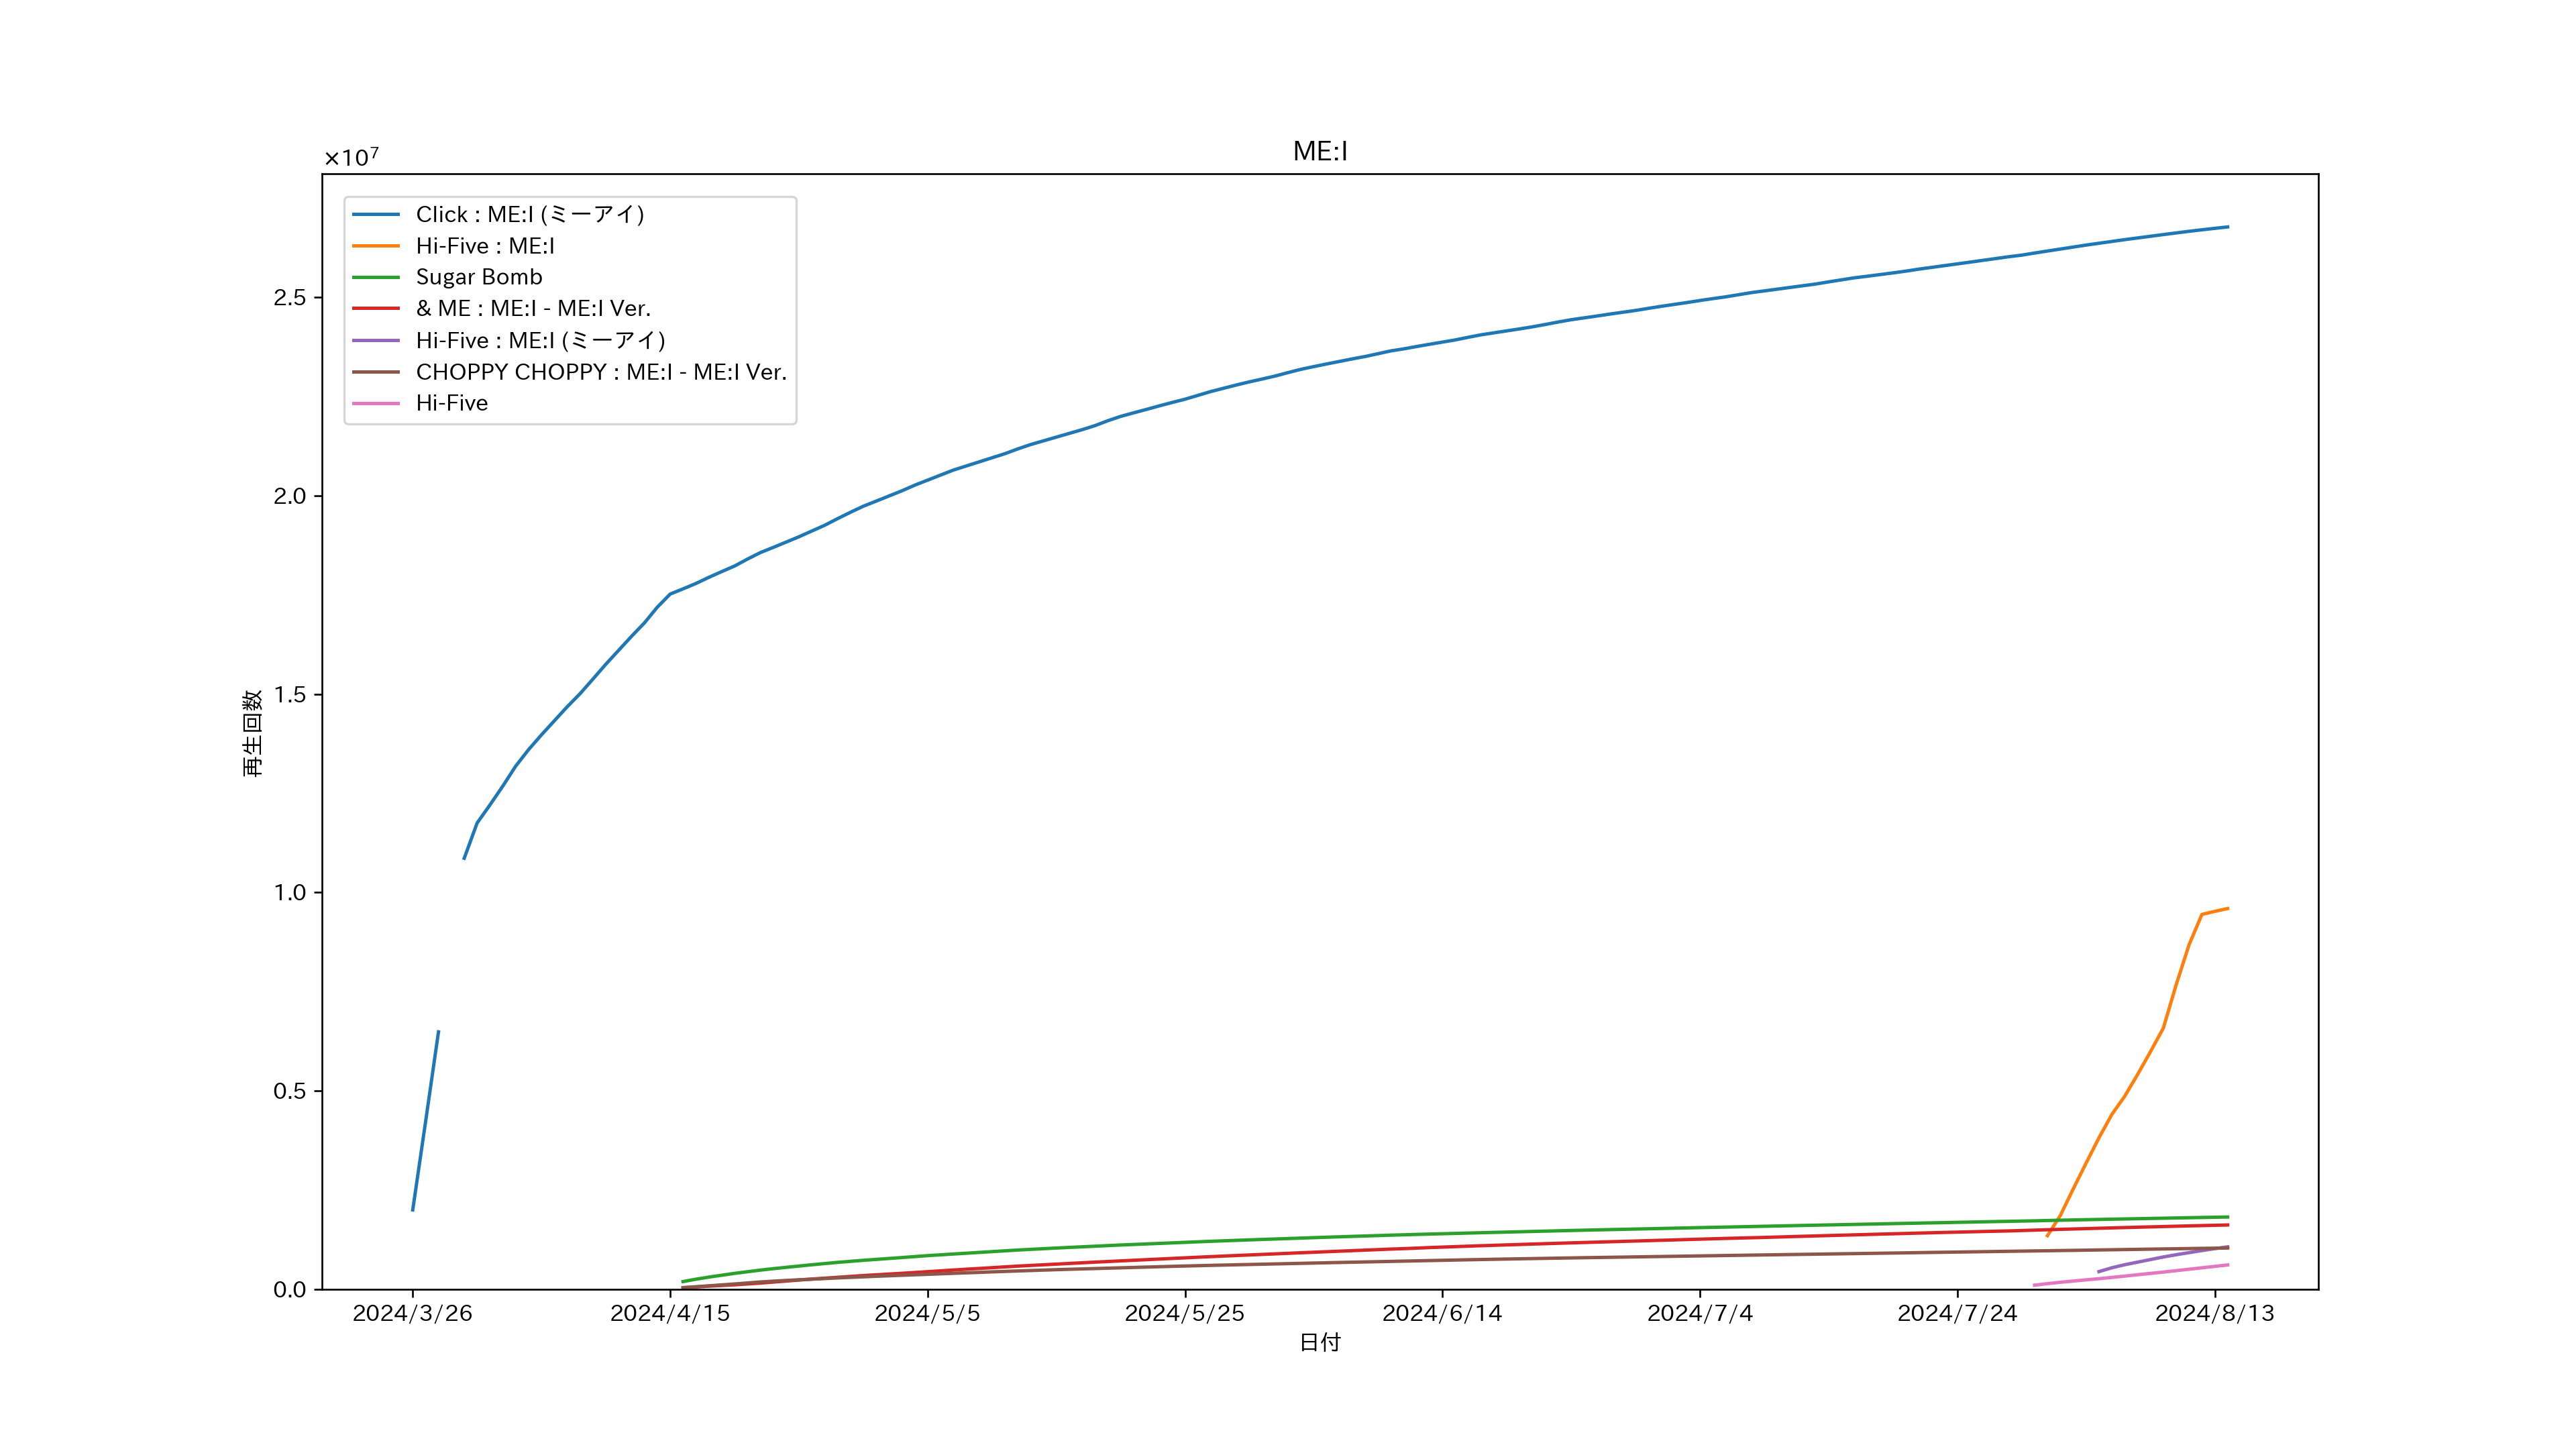 ME:I
×10⁷
Click : ME:I (ミーアイ)
Hi-Five : ME:I
Sugar Bomb
& ME : ME:I - ME:I Ver.
Hi-Five : ME:I (ミーアイ)
CHOPPY CHOPPY : ME:I - ME:I Ver.
Hi-Five
2.5
2.0
1.5
1.0
0.5
0.0
再生回数
2024/3/26 2024/4/15 2024/5/5 2024/5/25 2024/6/14 2024/7/4 2024/7/24 2024/8/13
日付